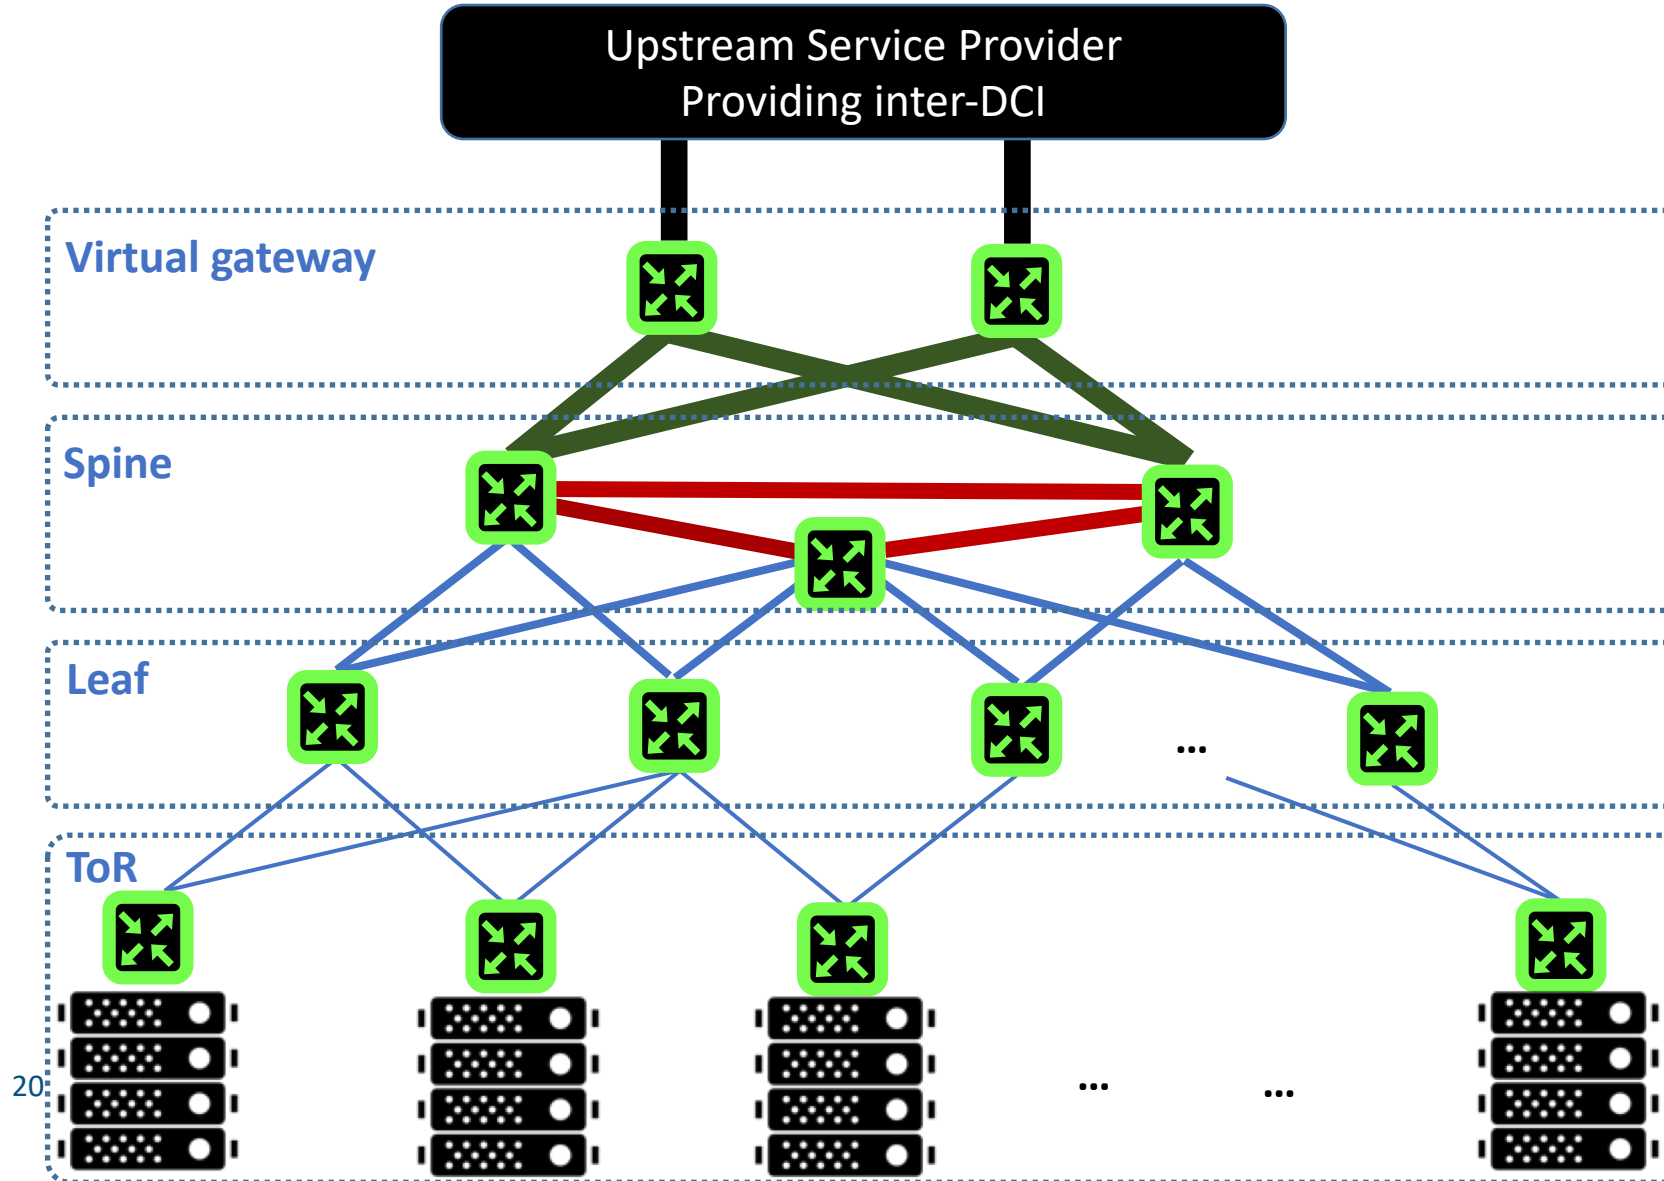 Upstream Service Provider
Providing inter-DCI
Virtual gateway
Spine
Leaf
...
ToR
20
...
...